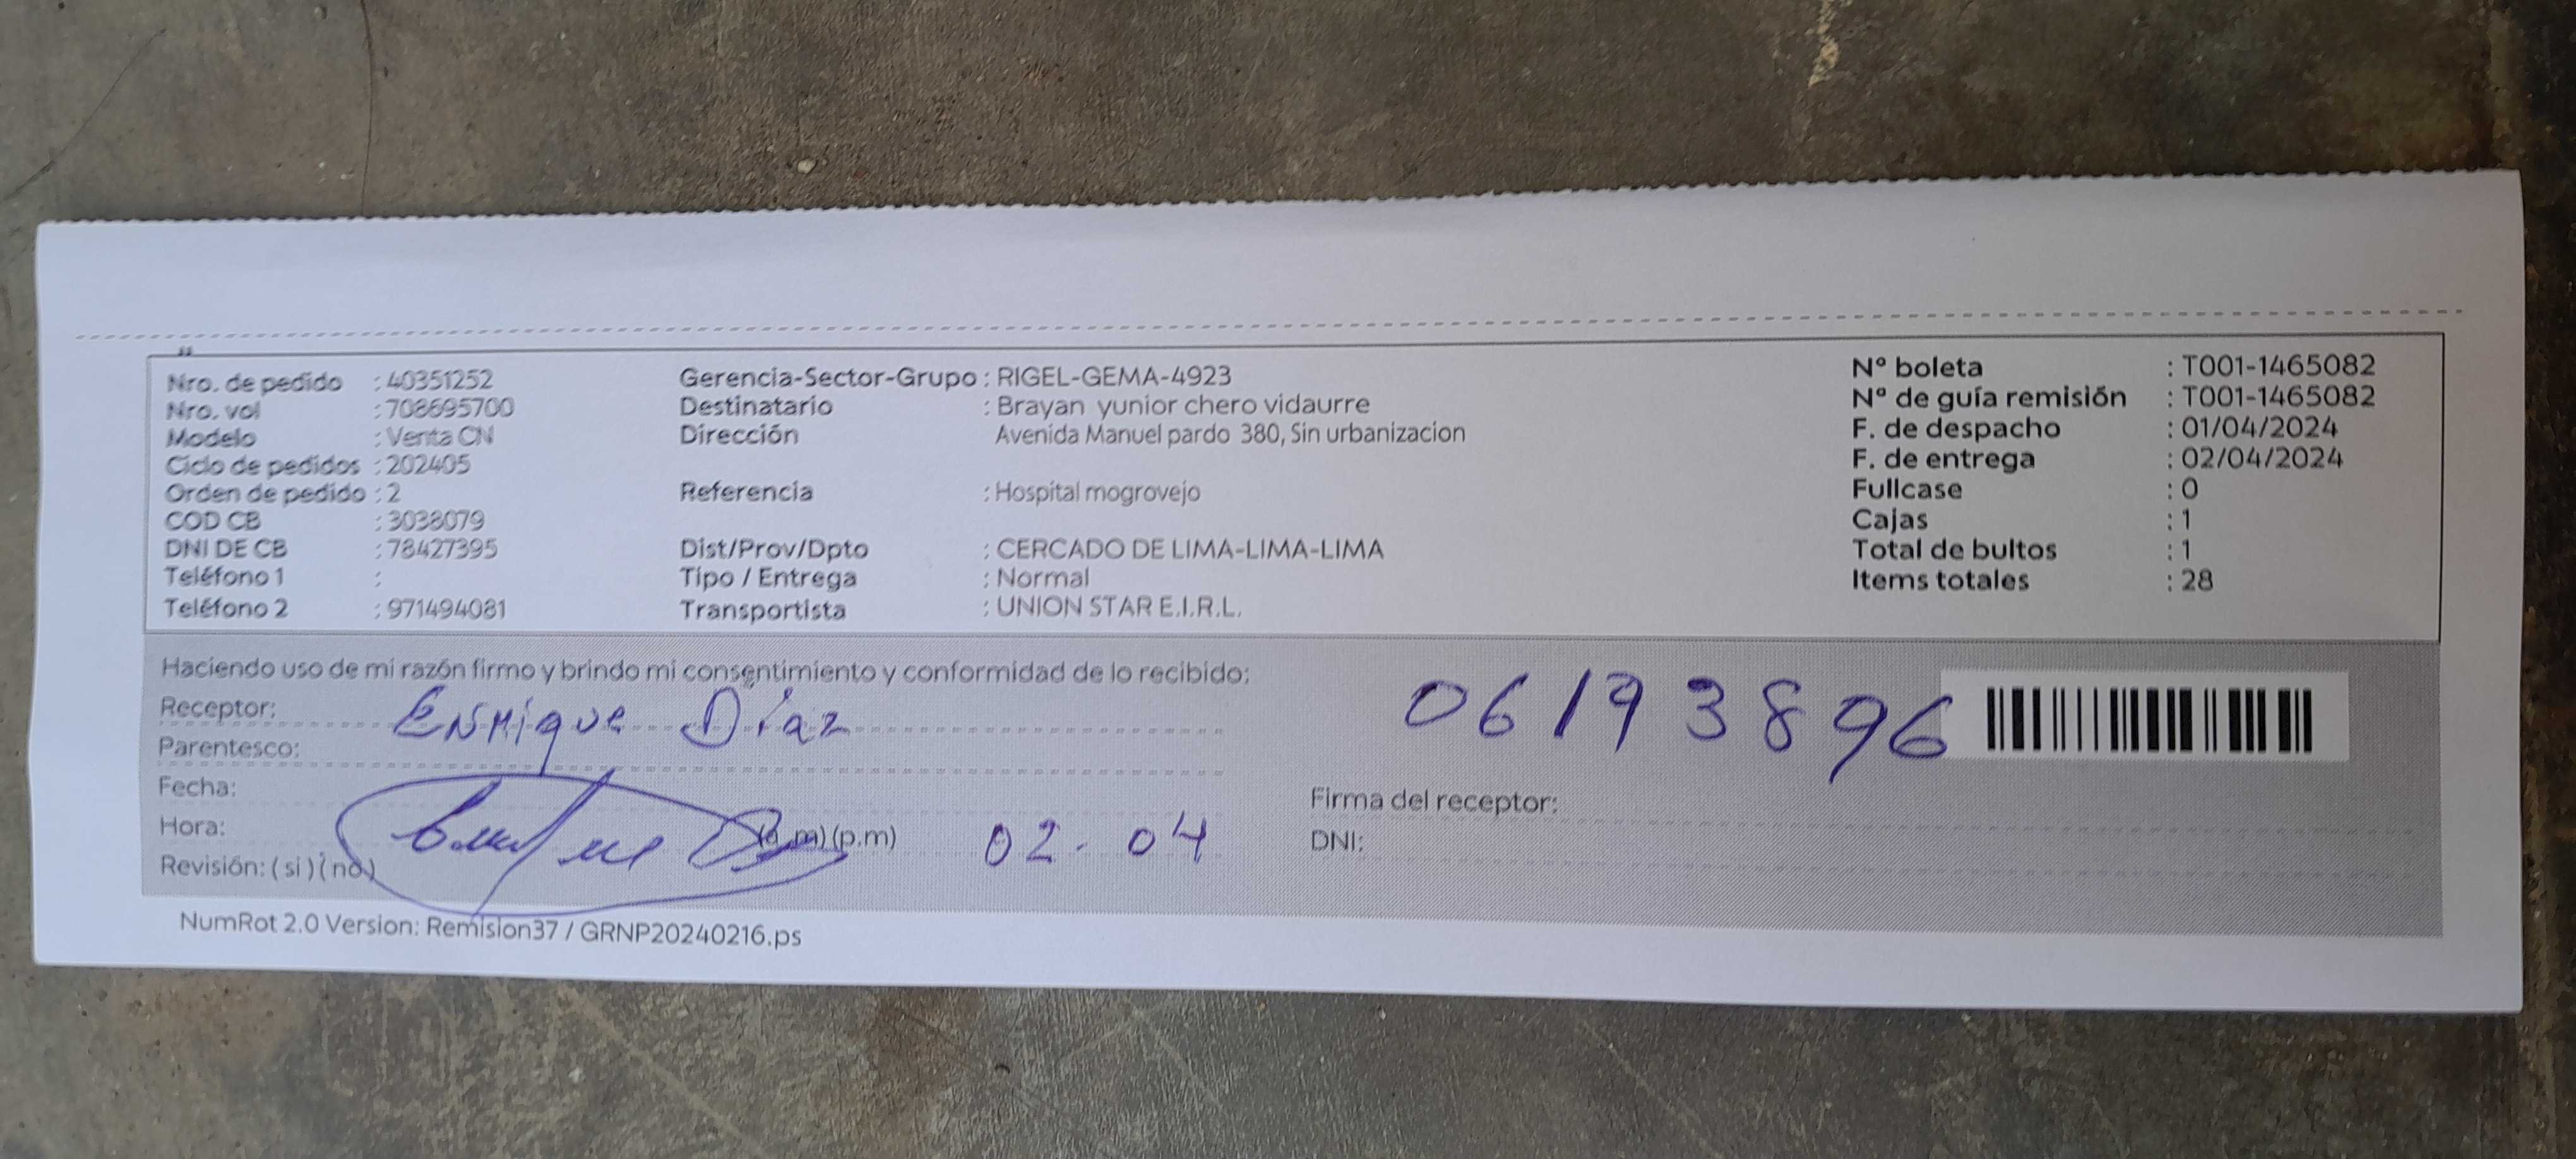 Nro. de pedido : 40351252
Nro. vol : 708695700
Modelo : Venta CN
Ciclo de pedidos : 202405
Orden de pedido : 2
COD CB : 3038079
DNI DE CB : 78427395
Teléfono 1 :
Teléfono 2 : 971494081
Gerencia-Sector-Grupo : RIGEL-GEMA-4923
Destinatario : Brayan yunior chero vidaurre
Dirección Avenida Manuel pardo 380, Sin urbanizacion
Referencia : Hospital mogrovejo
Dist/Prov/Dpto : CERCADO DE LIMA-LIMA-LIMA
Tipo / Entrega : Normal
Transportista : UNION STAR E.I.R.L.
Nº boleta : T001-1465082
Nº de guía remisión : T001-1465082
F. de despacho : 01/04/2024
F. de entrega : 02/04/2024
Fullcase : 0
Cajas : 1
Total de bultos : 1
Items totales : 28
Haciendo uso de mi razón firmo y brindo mi consentimiento y conformidad de lo recibido:
Receptor: Enrique Díaz
Parentesco:
Fecha:
Hora: (a.m) (p.m) 02. 04
Revisión: ( si ) ( no )
06193896
Firma del receptor:
DNI:
NumRot 2.0 Version: Remision37 / GRNP20240216.ps